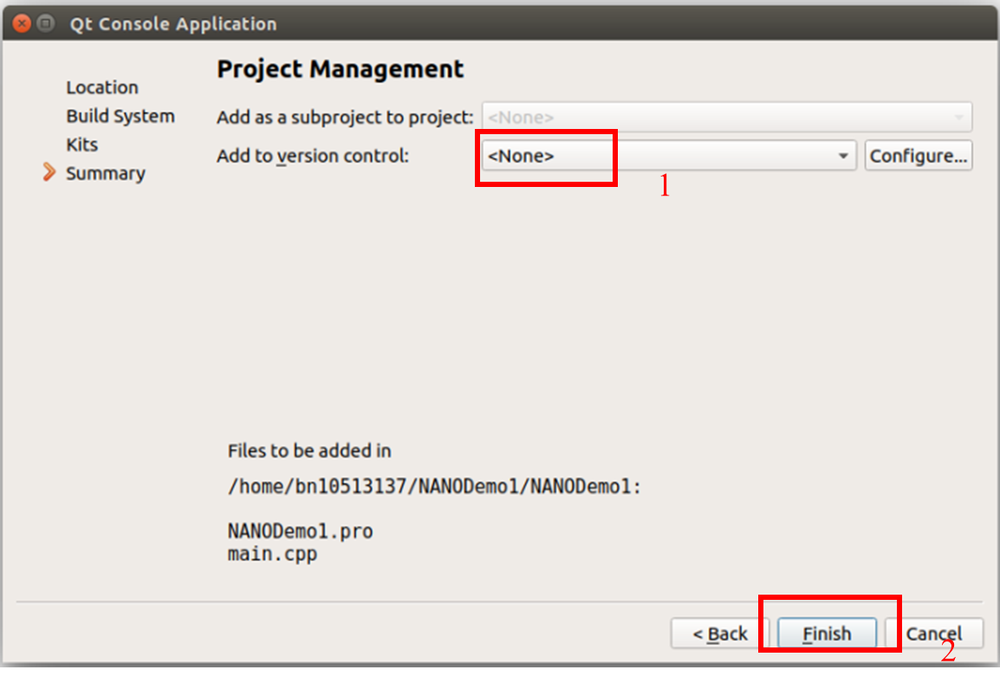 Qt Console Application
Project Management
Location
Build System
Kits
Summary
Add as a subproject to project: <None>
Add to version control: <None> Configure...
1
Files to be added in
/home/bn10513137/NANODemo1/NANODemo1:
NANODemo1.pro
main.cpp
< Back Finish Cancel
2